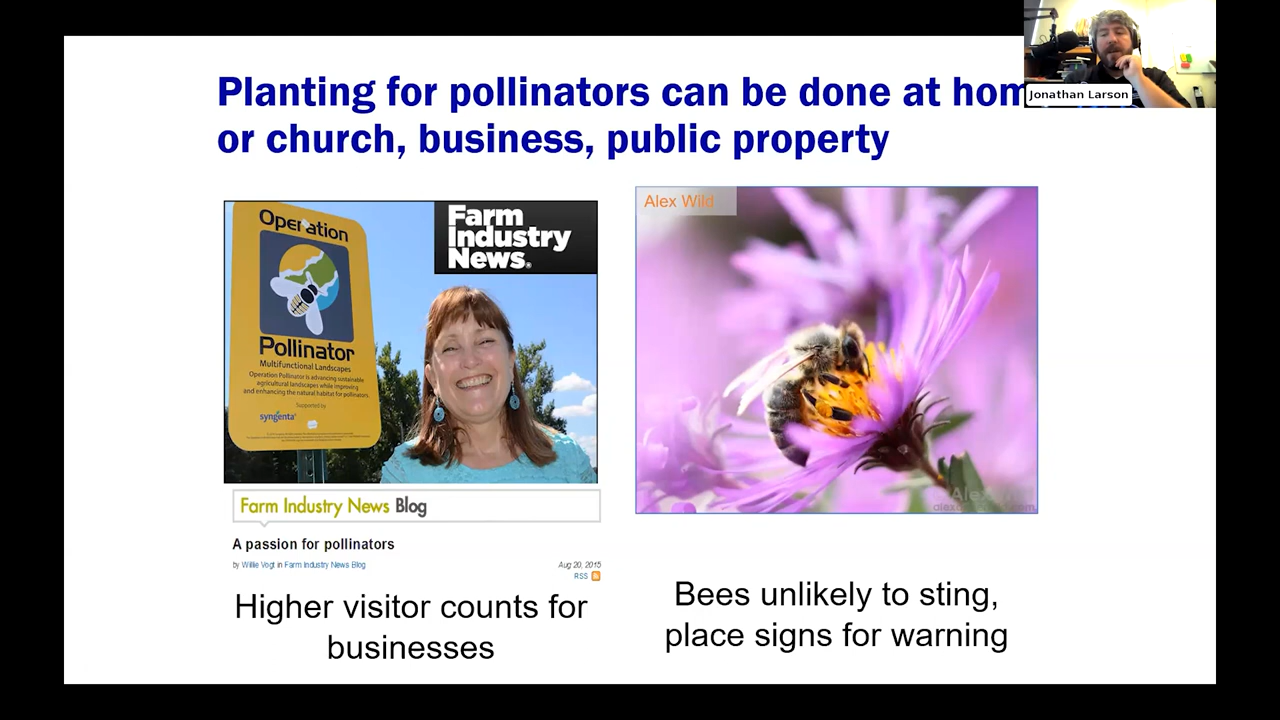 Planting for pollinators can be done at hom
or church, business, public property
Jonathan Larson
Operation
Pollinator
Multifunctional Landscapes
Operation Pollinator is advancing sustainable
agricultural landscapes while improving
and enhancing the natural habitat for pollinators.
Supported by
syngenta
Farm
Industry
News®
Alex Wild
Farm Industry News Blog
A passion for pollinators
by Willie Vogt in Farm Industry News Blog
Aug 20, 2015
RSS
Higher visitor counts for
businesses
Bees unlikely to sting,
place signs for warning